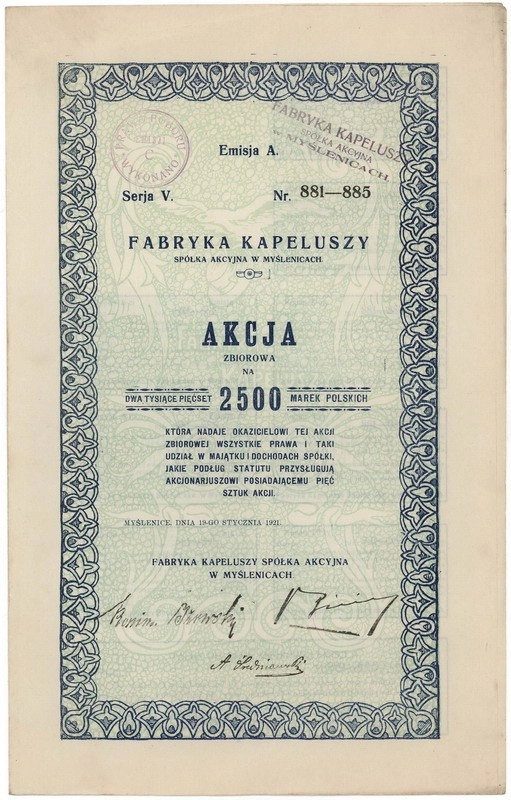 FABRYKA KAPELUSZ
SPÓŁKA AKCYJNA
w MYŚLENICACH.
WYKONANO
Emisja A.
Serja V. Nr. 881—885
FABRYKA KAPELUSZY
SPÓŁKA AKCYJNA W MYŚLENICACH.
AKCJA
ZBIOROWA
NA
DWA TYSIĄCE PIĘĆSET 2500 MAREK POLSKICH
KTÓRA NADAJE OKAZICIELOWI TEJ AKCJI
ZBIOROWEJ WSZYSTKIE PRAWA I TAKI
UDZIAŁ W MAJĄTKU I DOCHODACH SPÓŁKI,
JAKIE PODŁUG STATUTU PRZYSŁUGUJĄ
AKCJONARJUSZOWI POSIADAJĄCEMU PIĘĆ
SZTUK AKCJI.
MYŚLENICE, DNIA 19-GO STYCZNIA 1921.
FABRYKA KAPELUSZY SPÓŁKA AKCYJNA
W MYŚLENICACH.